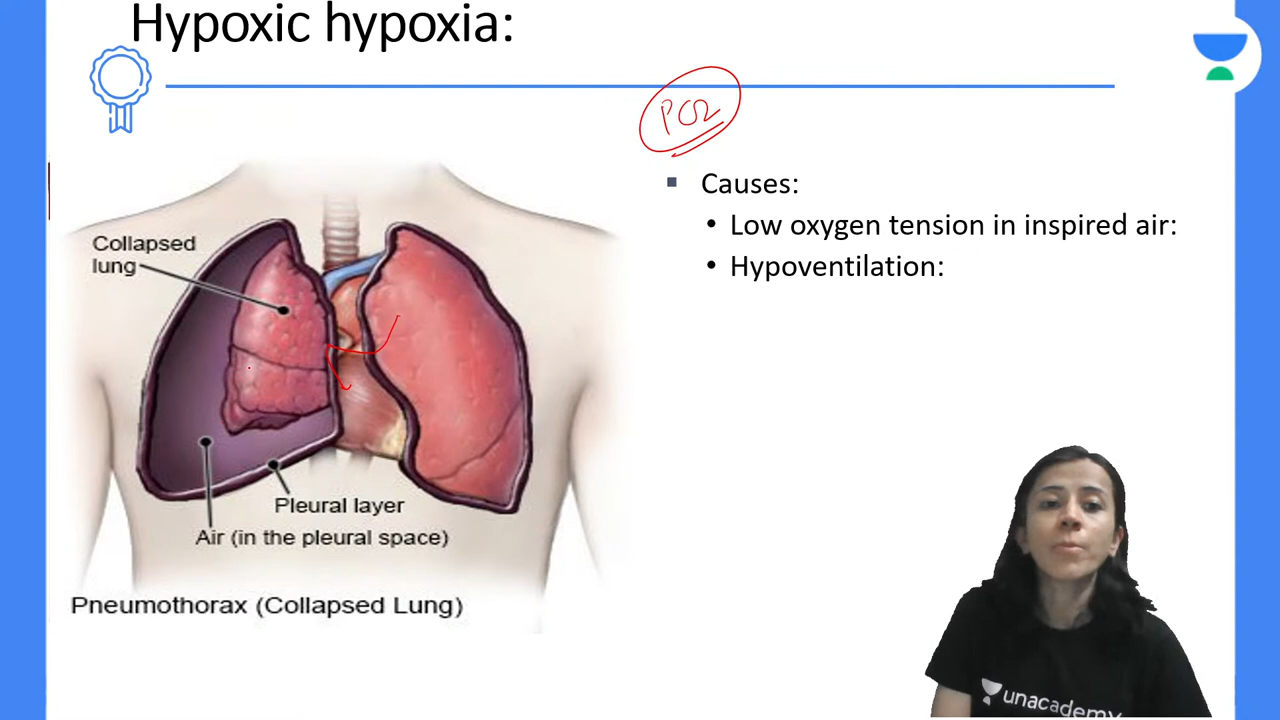 Hypoxic hypoxia:
PO2
Causes:
Low oxygen tension in inspired air:
Hypoventilation:
Collapsed
lung
Pleural layer
Air (in the pleural space)
Pneumothorax (Collapsed Lung)
unacademy